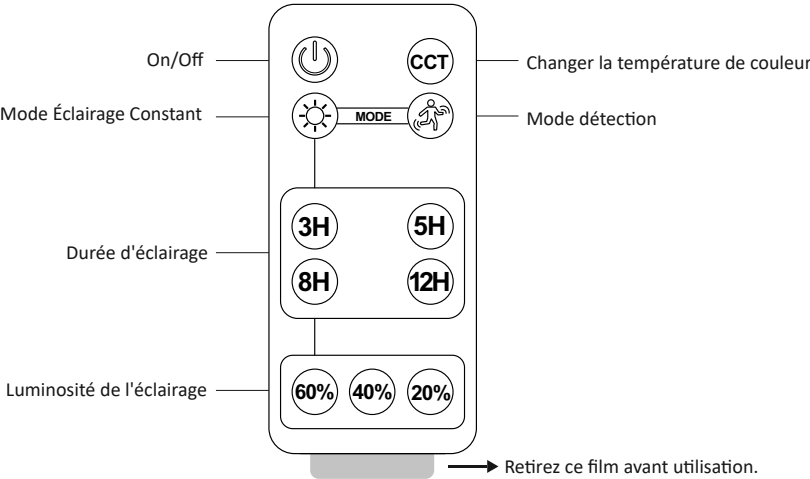 On/Off
CCT
Changer la température de couleur
Mode Éclairage Constant
MODE
Mode détection
3H
5H
Durée d'éclairage
8H
12H
Luminosité de l'éclairage
60%
40%
20%
Retirez ce film avant utilisation.